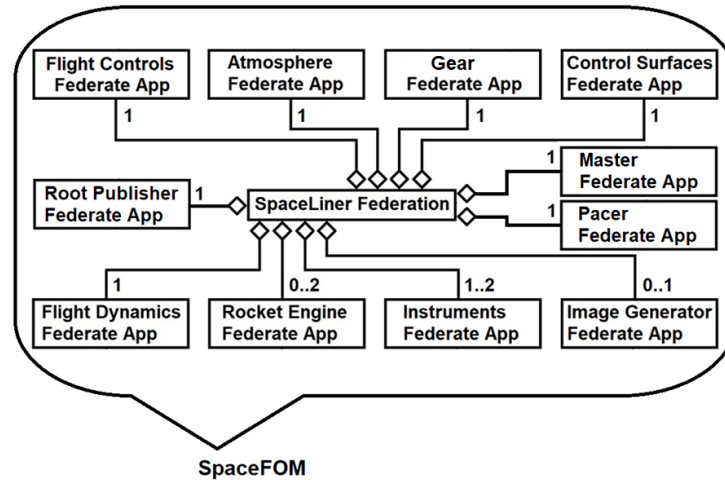 Flight Controls
Federate App
Atmosphere
Federate App
Gear
Federate App
Control Surfaces
Federate App
1
1
1
1
Root Publisher
Federate App
1
SpaceLiner Federation
1
Master
Federate App
1
Pacer
Federate App
1
0..2
1..2
0..1
Flight Dynamics
Federate App
Rocket Engine
Federate App
Instruments
Federate App
Image Generator
Federate App
SpaceFOM